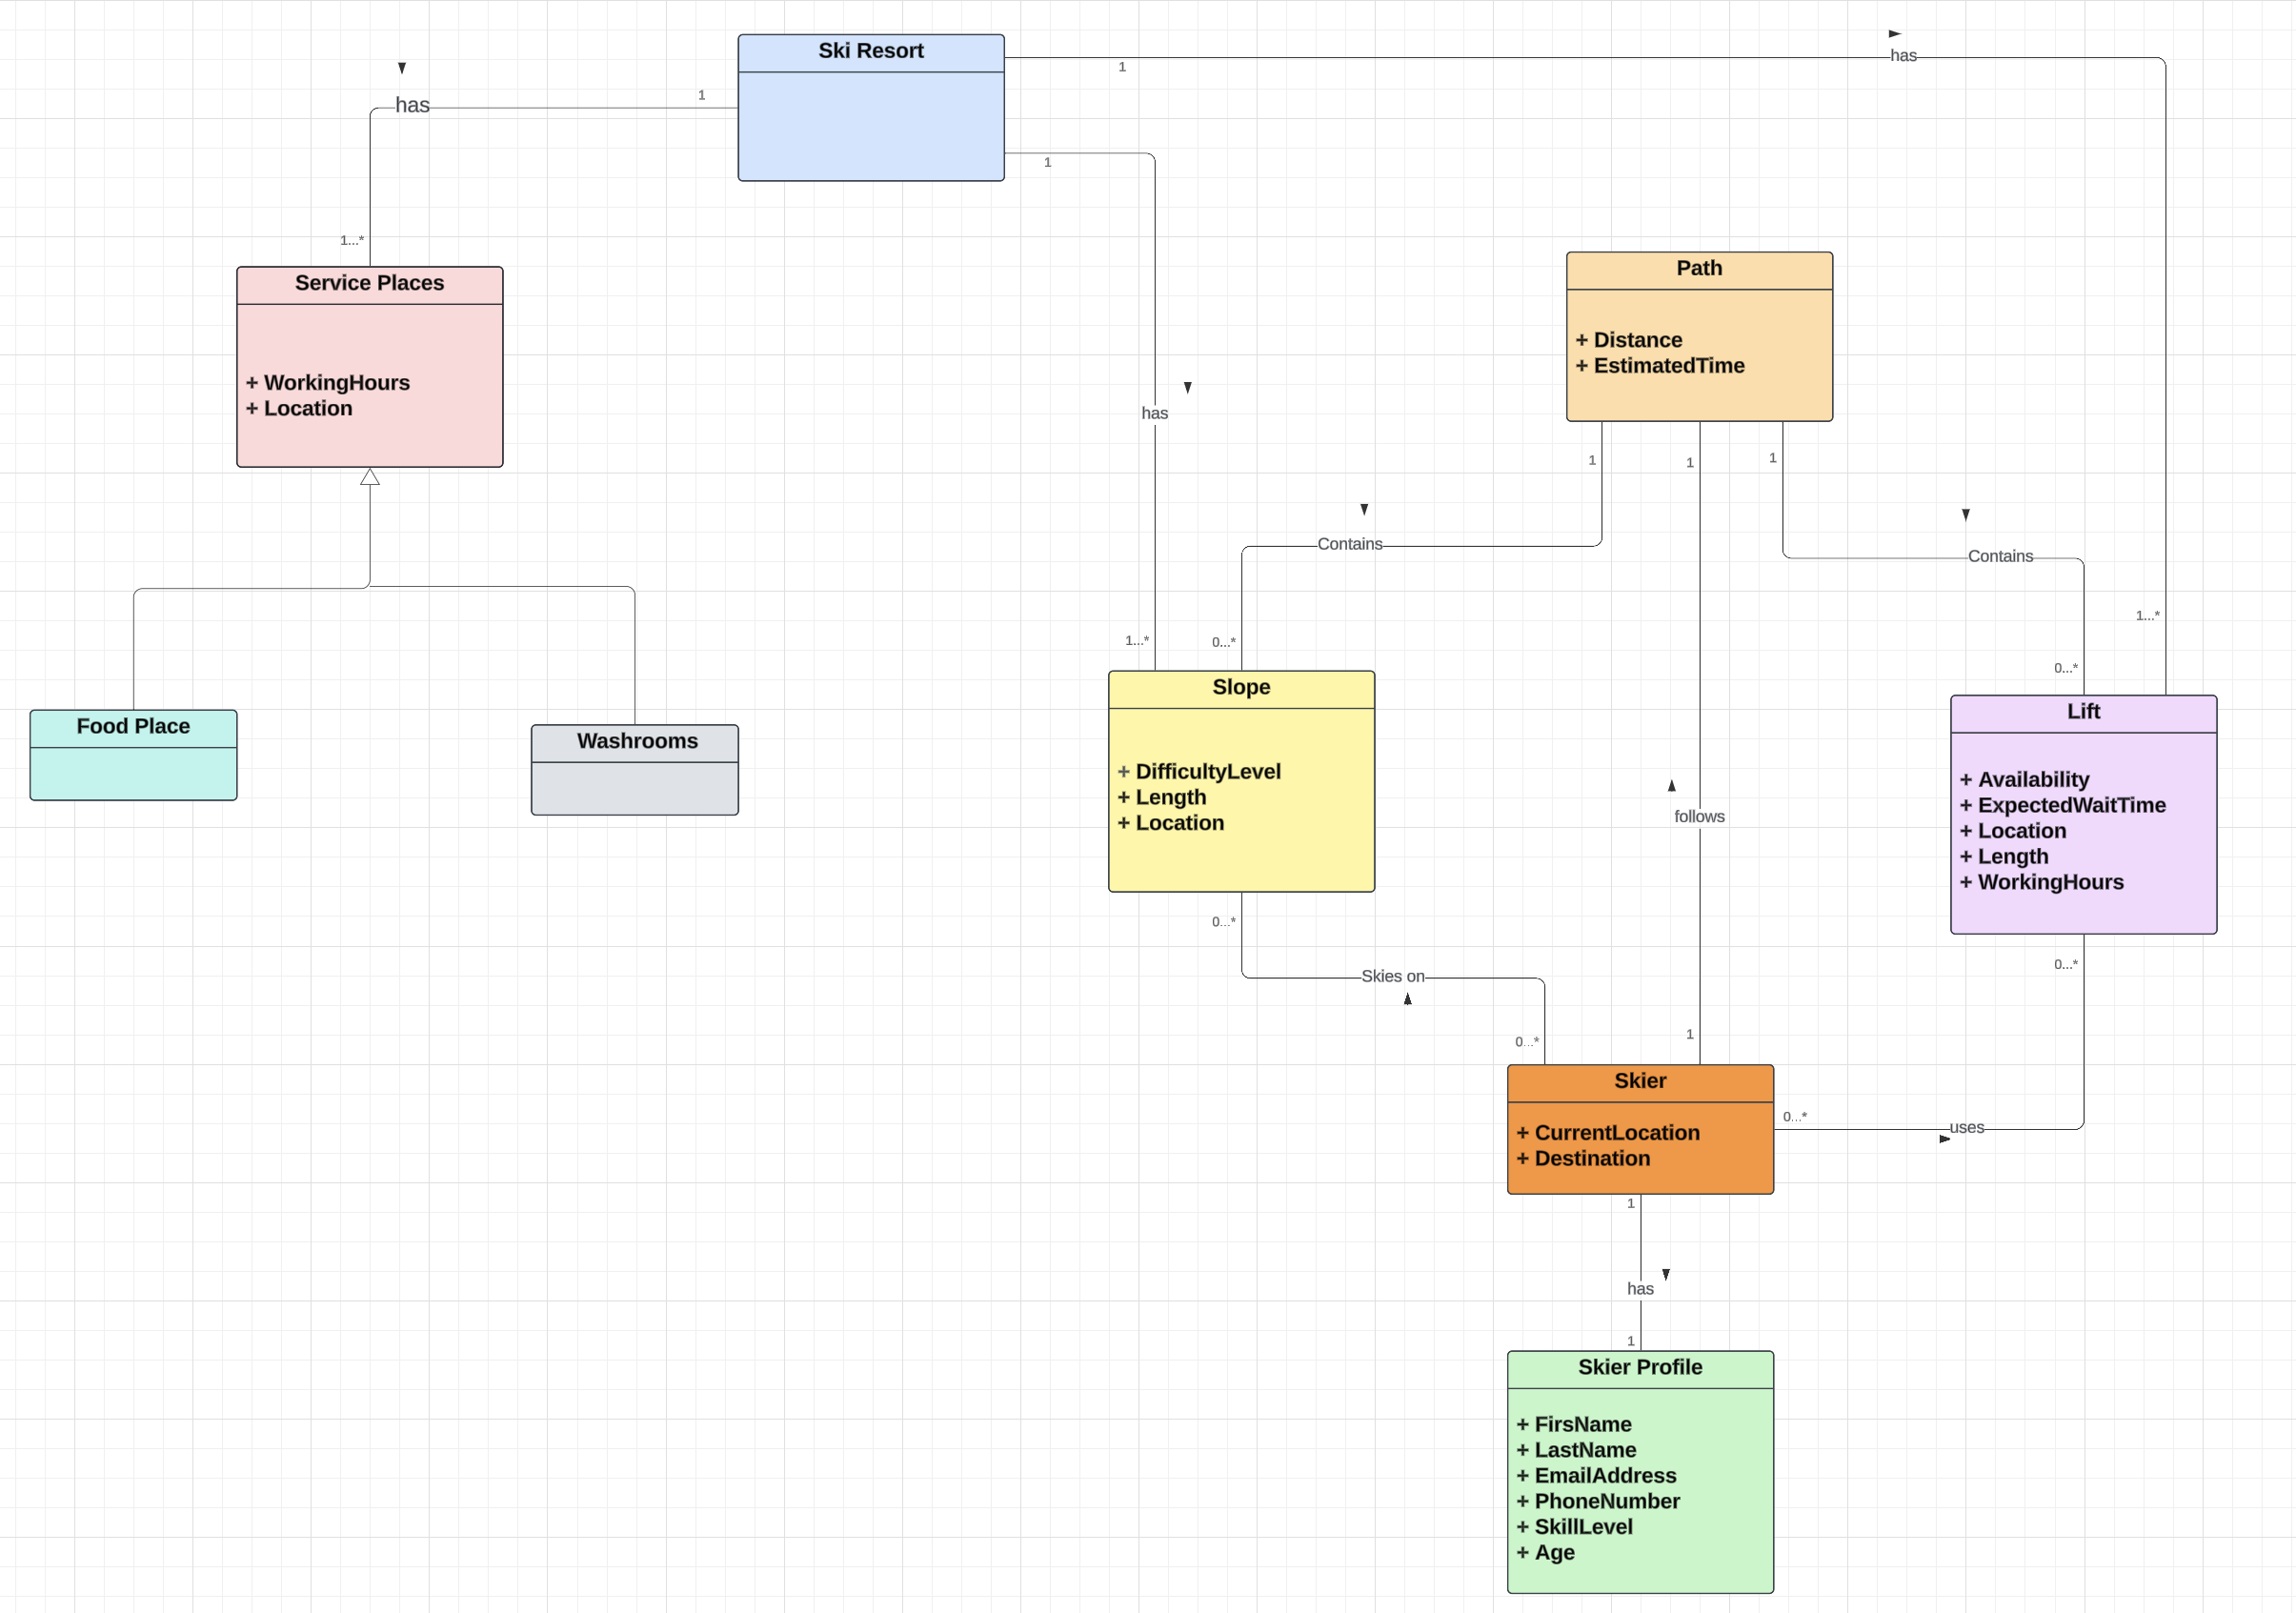 Ski Resort
has
1
1
has
1
1...*
Service Places
+ WorkingHours
+ Location
Path
+ Distance
+ EstimatedTime
has
1
1
1
Contains
Contains
1...*
0...*
1...*
0...*
Food Place
Washrooms
Slope
+ DifficultyLevel
+ Length
+ Location
follows
Lift
+ Availability
+ ExpectedWaitTime
+ Location
+ Length
+ WorkingHours
0...*
Skies on
0...*
0...*
1
Skier
+ CurrentLocation
+ Destination
0...*
uses
1
has
1
Skier Profile
+ FirsName
+ LastName
+ EmailAddress
+ PhoneNumber
+ SkillLevel
+ Age